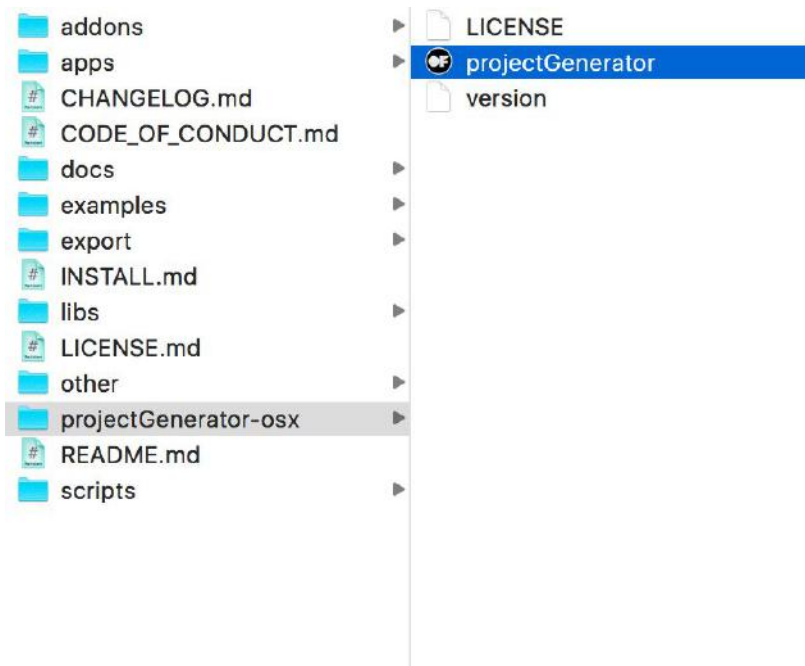 addons
apps
CHANGELOG.md
CODE_OF_CONDUCT.md
docs
examples
export
INSTALL.md
libs
LICENSE.md
other
projectGenerator-osx
README.md
scripts
LICENSE
OF projectGenerator
version